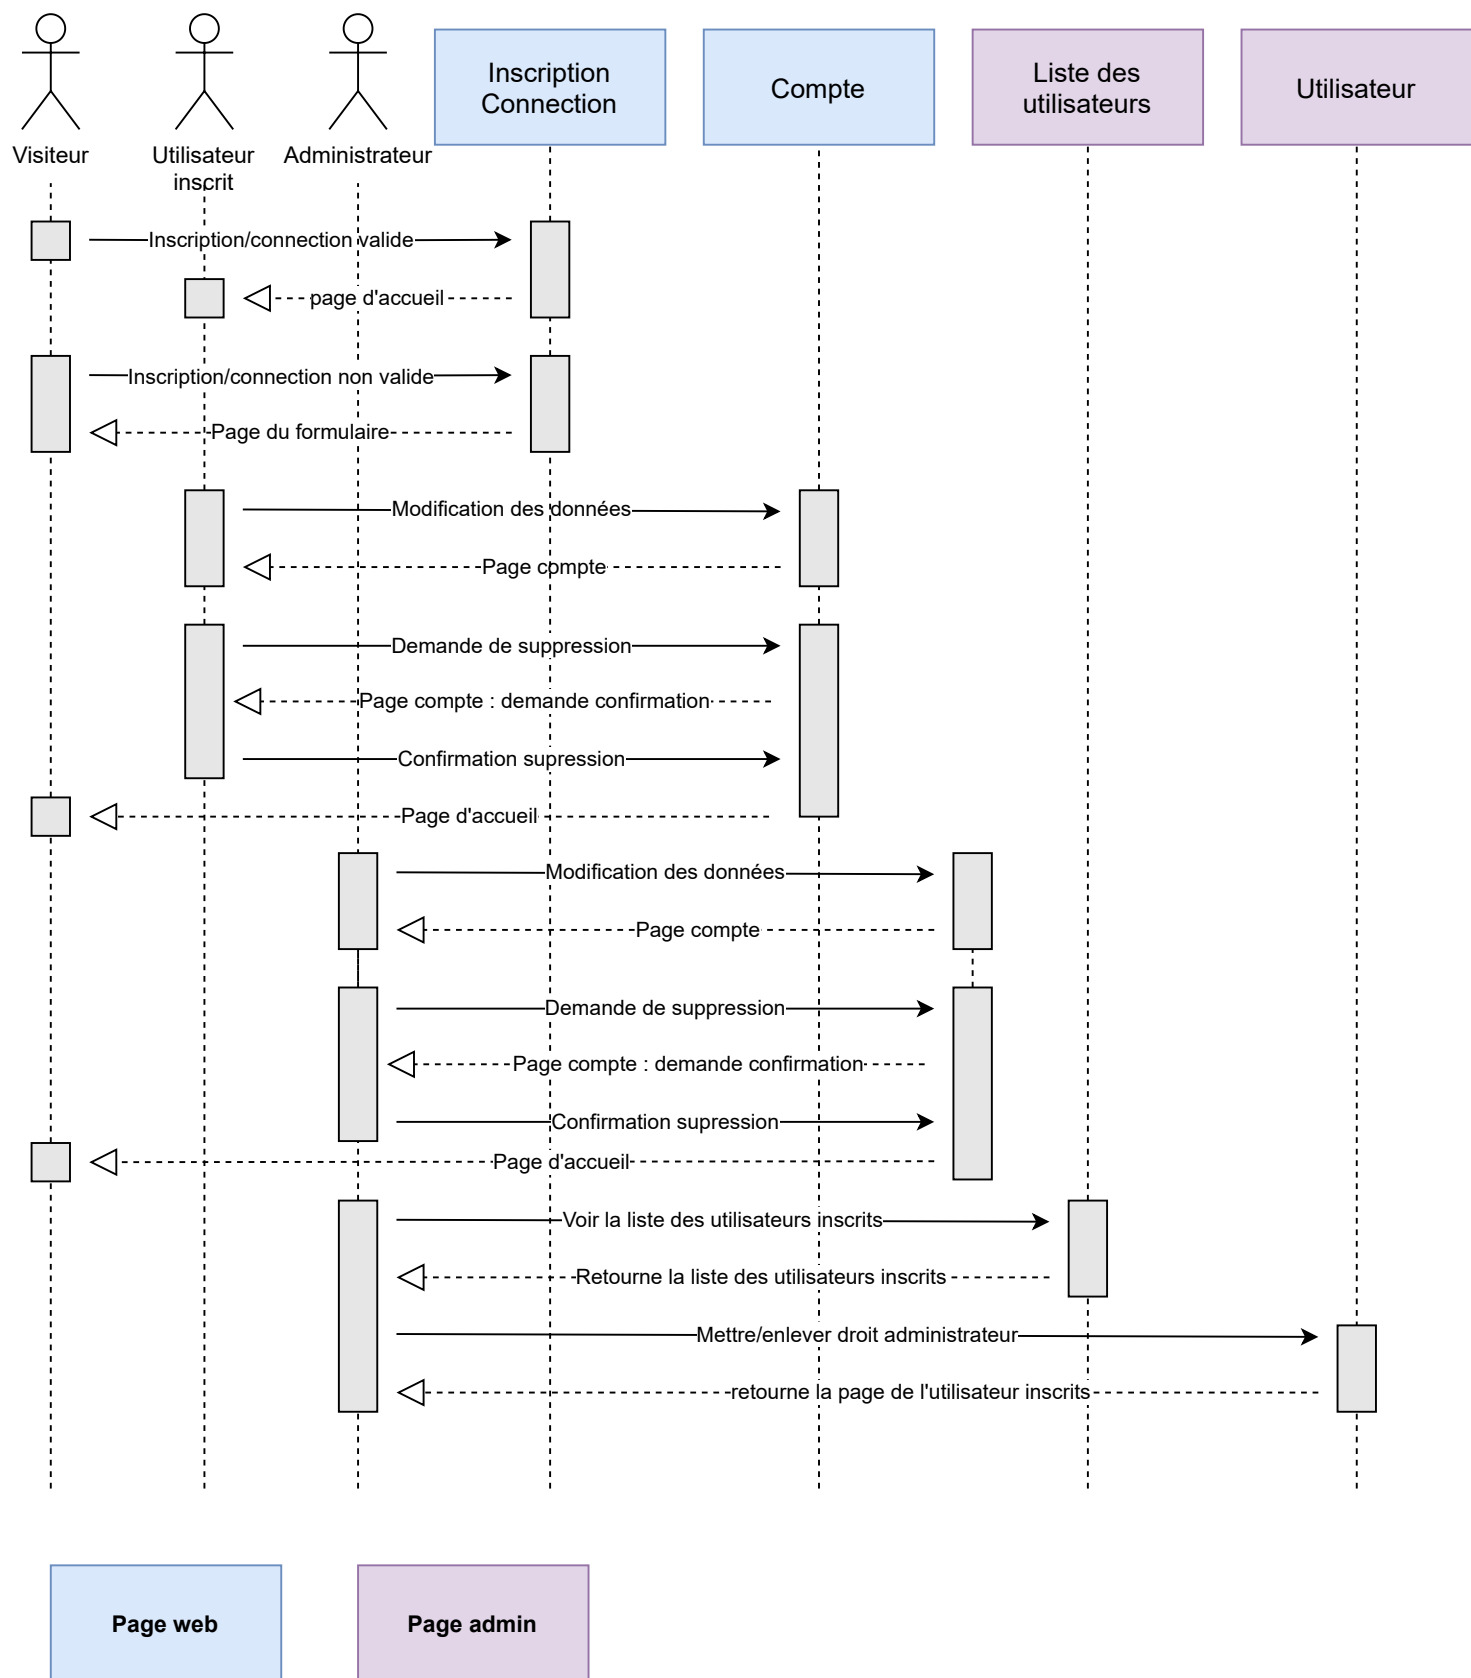 Visiteur
Utilisateur
inscrit
Administrateur
Inscription
Connection
Compte
Liste des
utilisateurs
Utilisateur
Inscription/connection valide
page d'accueil
Inscription/connection non valide
Page du formulaire
Modification des données
Page compte
Demande de suppression
Page compte : demande confirmation
Confirmation supression
Page d'accueil
Modification des données
Page compte
Demande de suppression
Page compte : demande confirmation
Confirmation supression
Page d'accueil
Voir la liste des utilisateurs inscrits
Retourne la liste des utilisateurs inscrits
Mettre/enlever droit administrateur
retourne la page de l'utilisateur inscrits
Page web
Page admin